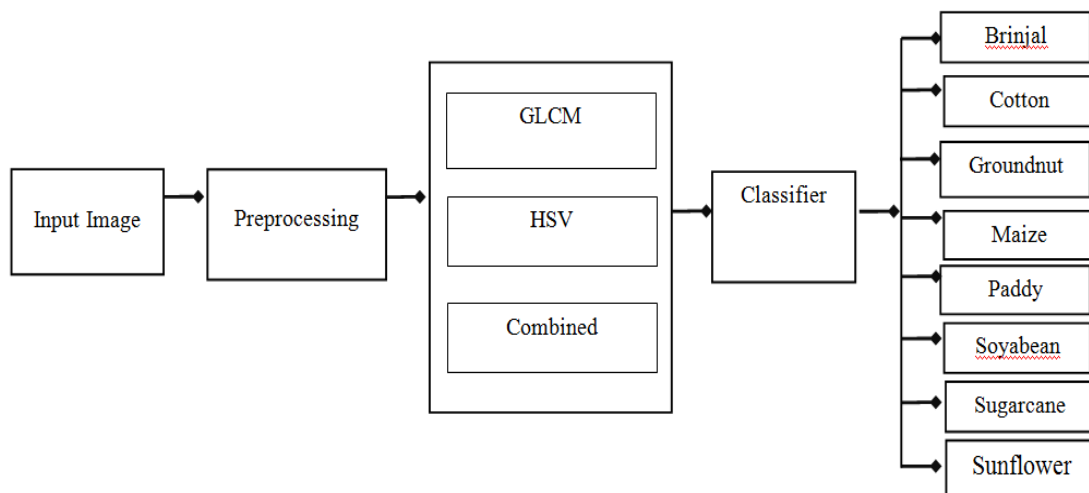 Input Image
Preprocessing
GLCM
HSV
Combined
Classifier
Brinjal
Cotton
Groundnut
Maize
Paddy
Soyabean
Sugarcane
Sunflower